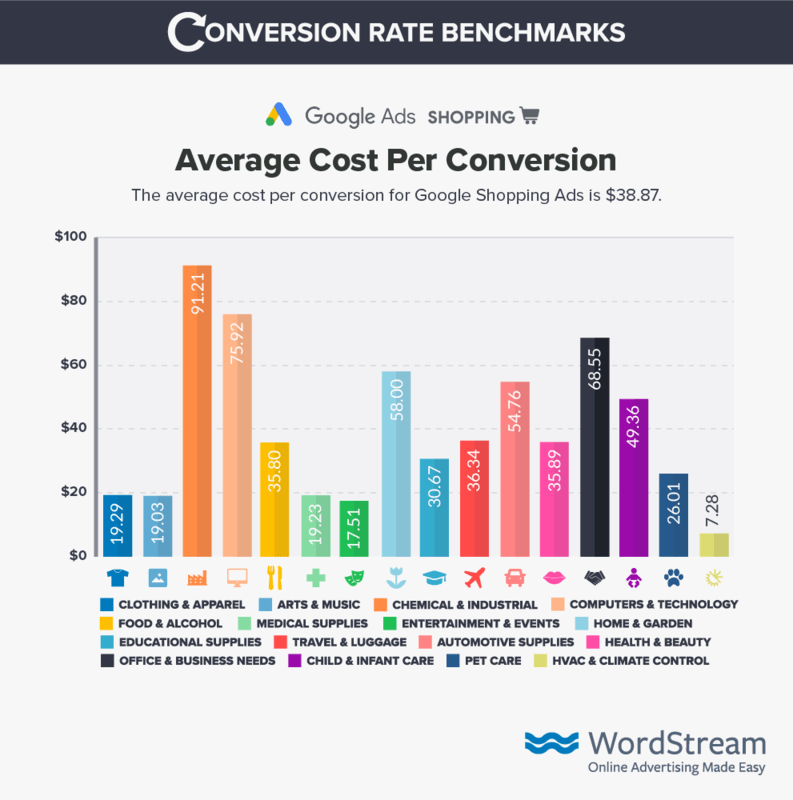 CONVERSION RATE BENCHMARKS
Google Ads SHOPPING
Average Cost Per Conversion
The average cost per conversion for Google Shopping Ads is $38.87.
$100
$80
$60
$40
$20
$0
19.29 19.03 91.21 75.92 35.80 19.23 17.51 58.00 30.67 36.34 54.76 35.89 68.55 49.36 26.01 7.28
CLOTHING & APPAREL ARTS & MUSIC CHEMICAL & INDUSTRIAL COMPUTERS & TECHNOLOGY
FOOD & ALCOHOL MEDICAL SUPPLIES ENTERTAINMENT & EVENTS HOME & GARDEN
EDUCATIONAL SUPPLIES TRAVEL & LUGGAGE AUTOMOTIVE SUPPLIES HEALTH & BEAUTY
OFFICE & BUSINESS NEEDS CHILD & INFANT CARE PET CARE HVAC & CLIMATE CONTROL
WordStream
Online Advertising Made Easy